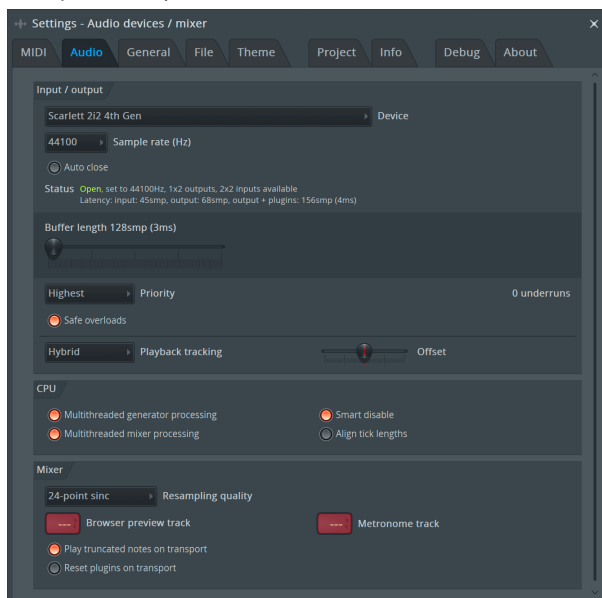 Settings - Audio devices / mixer
MIDI Audio General File Theme Project Info Debug About
Input / output
Scarlett 2i2 4th Gen Device
44100 Sample rate (Hz)
Auto close
Status Open, set to 44100Hz, 1x2 outputs, 2x2 inputs available
Latency: input: 45smp, output: 68smp, output + plugins: 156smp (4ms)
Buffer length 128smp (3ms)
Highest Priority 0 underruns
Safe overloads
Hybrid Playback tracking Offset
CPU
Multithreaded generator processing Smart disable
Multithreaded mixer processing Align tick lengths
Mixer
24-point sinc Resampling quality
--- Browser preview track --- Metronome track
Play truncated notes on transport
Reset plugins on transport